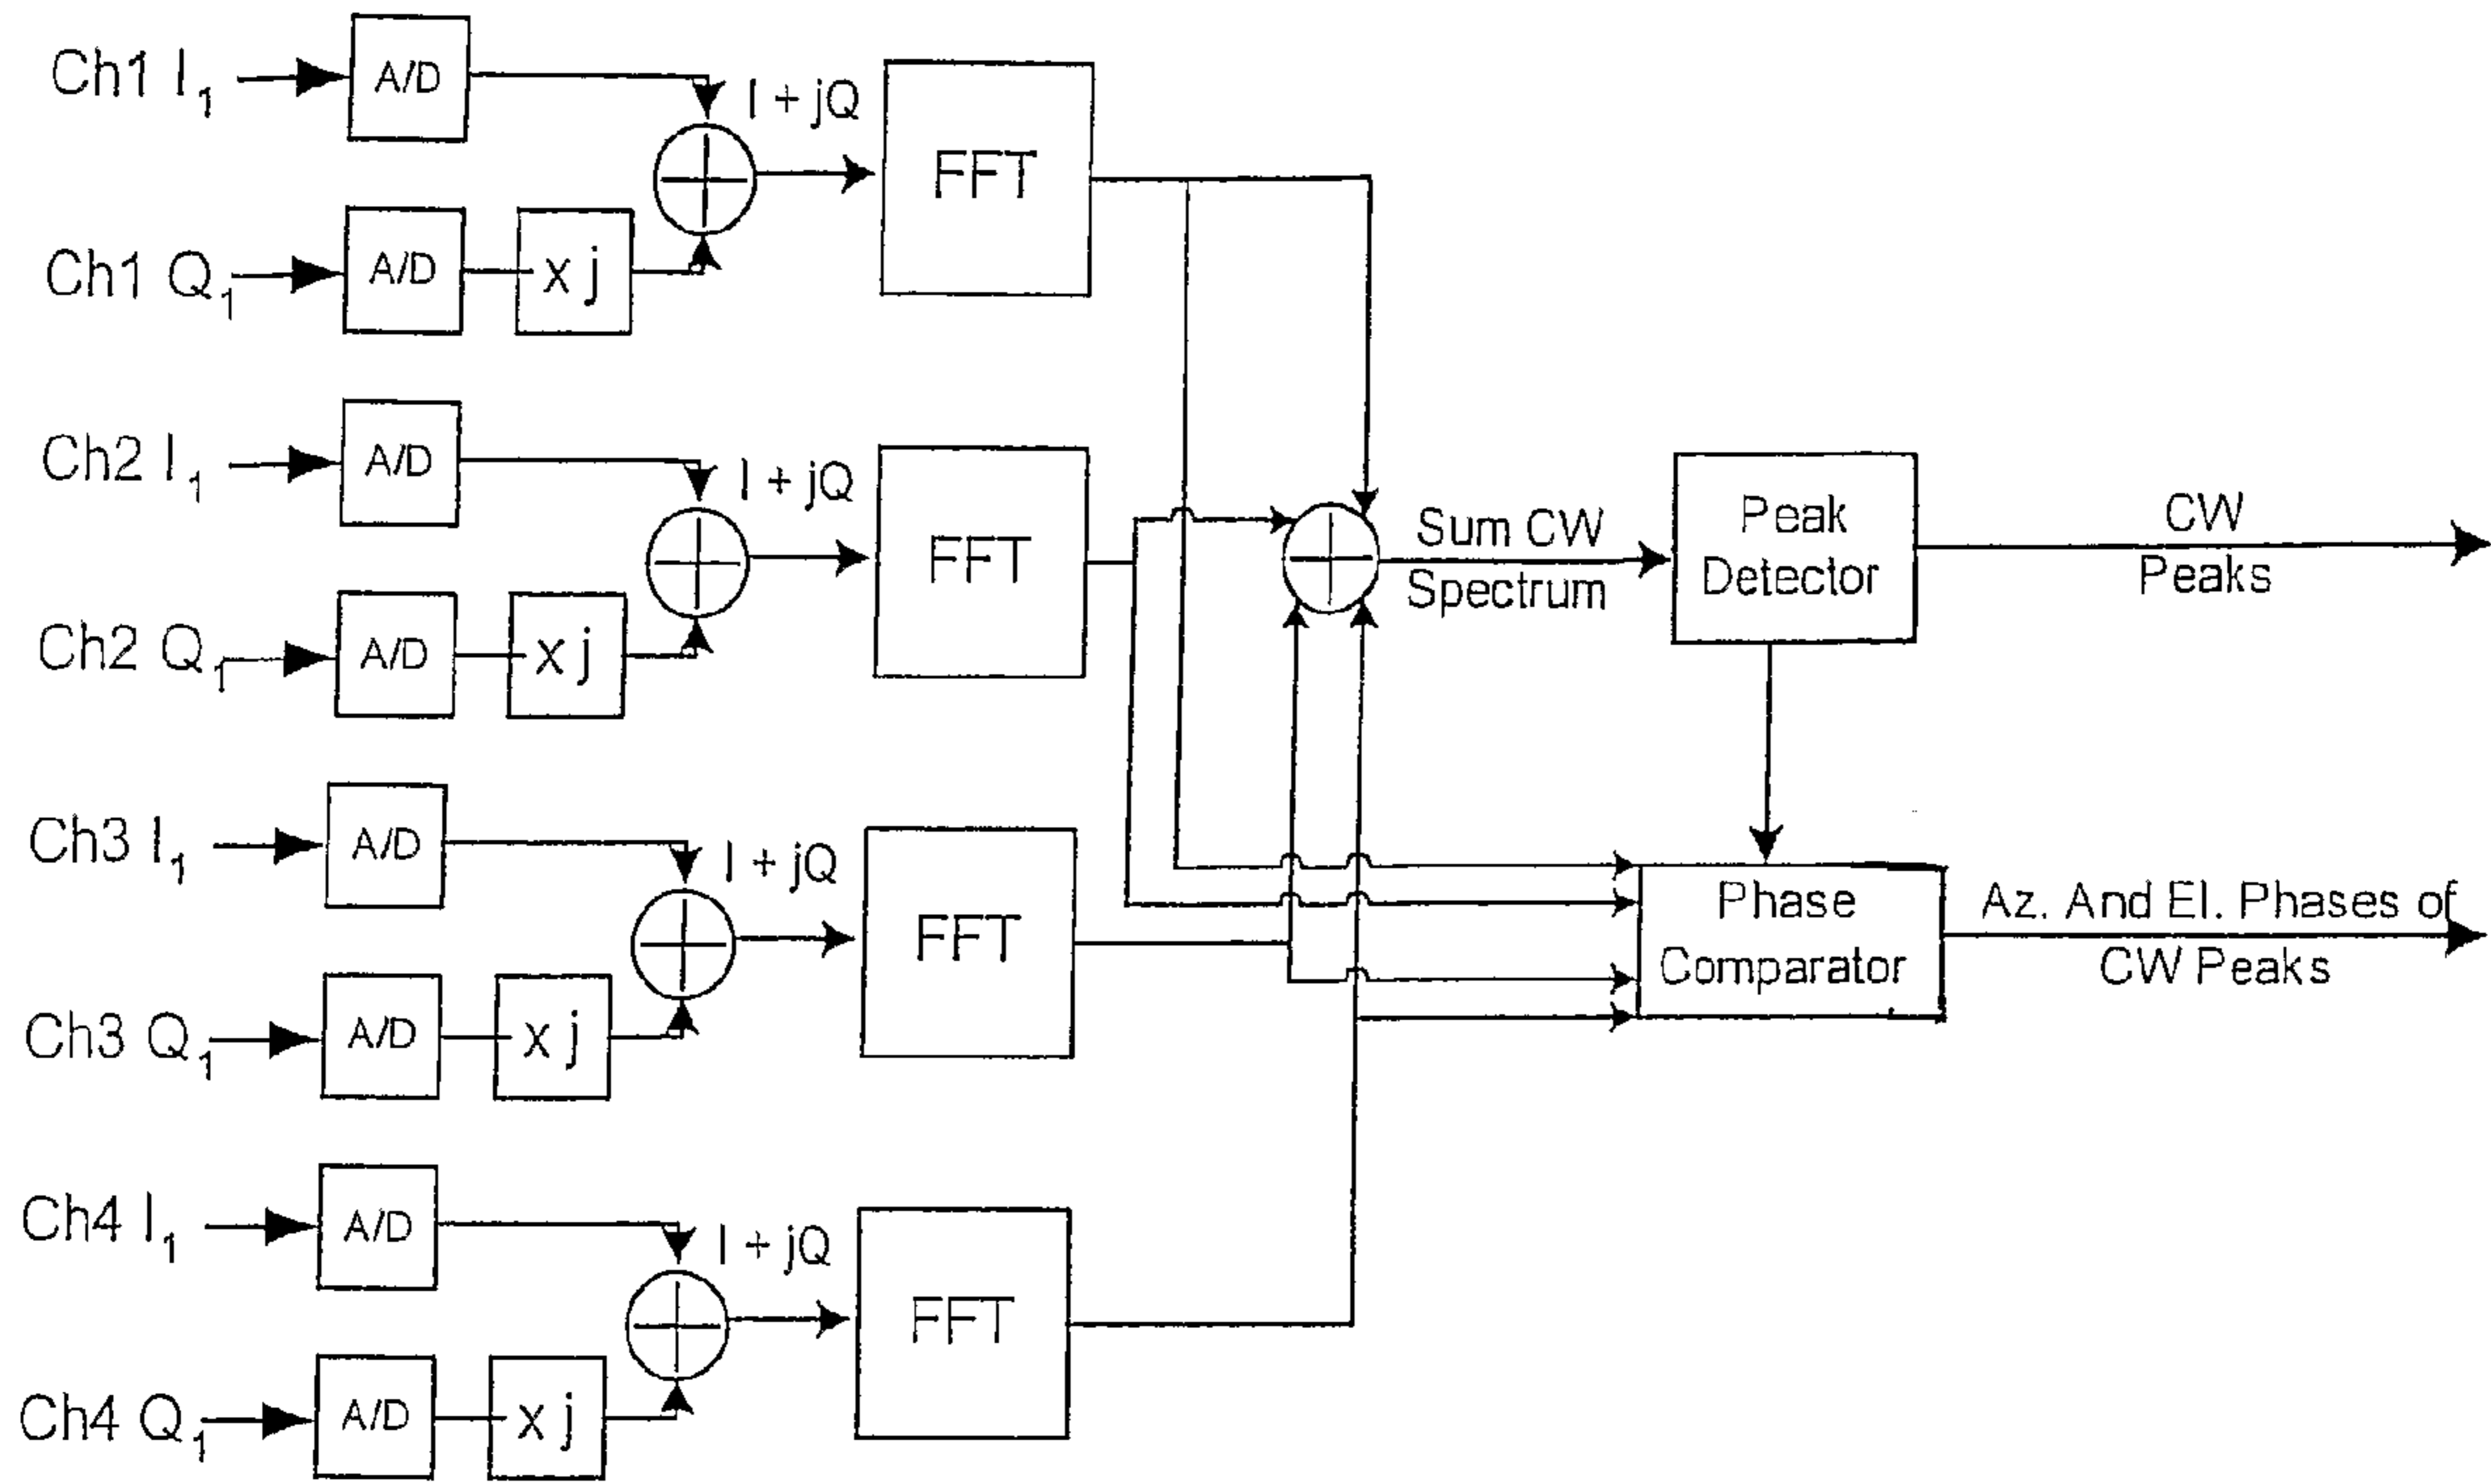 Ch1 I1
A/D
I + jQ
FFT
Ch1 Q1
A/D
x j
Ch2 I1
A/D
I + jQ
FFT
Ch2 Q1
A/D
x j
Sum CW
Spectrum
Peak
Detector
CW
Peaks
Ch3 I1
A/D
I + jQ
FFT
Ch3 Q1
A/D
x j
Phase
Comparator
Az. And El. Phases of
CW Peaks
Ch4 I1
A/D
I + jQ
FFT
Ch4 Q1
A/D
x j